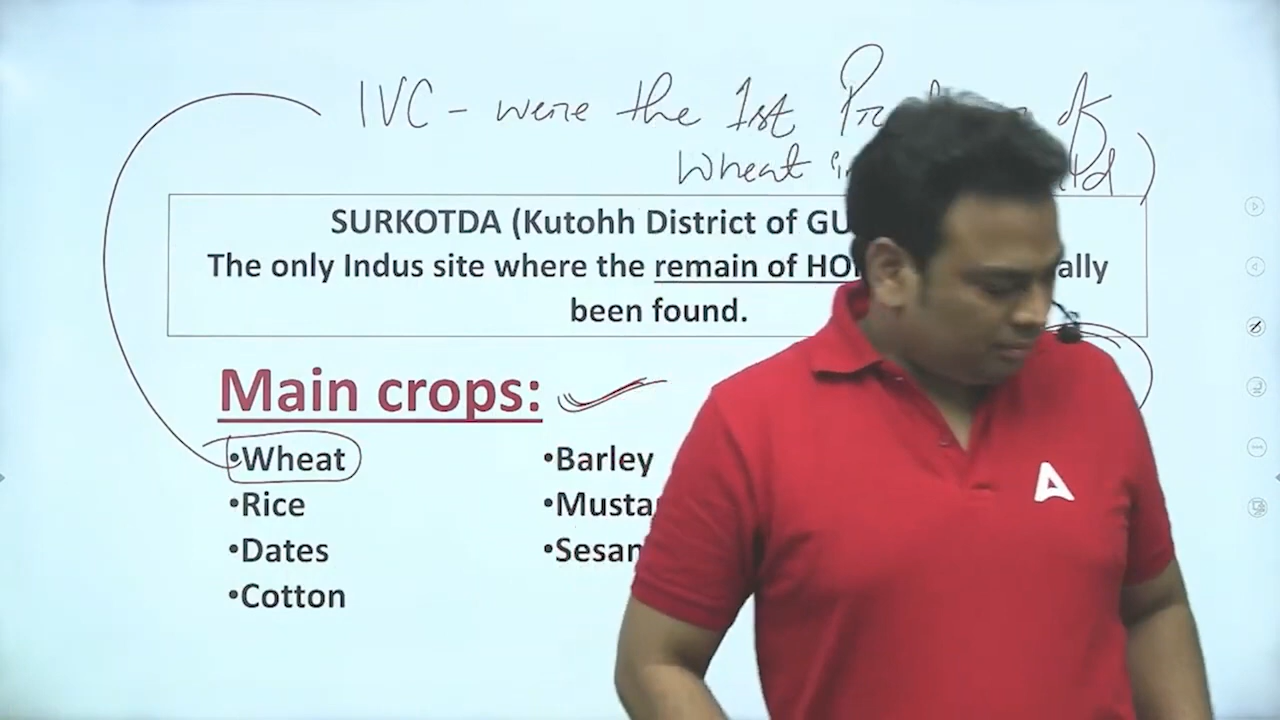 IVC - were the 1st of
wheat
SURKOTDA (Kutohh District of GU
The only Indus site where the remain of HO ally
been found.
Main crops:
•Wheat •Barley
•Rice •Musta
•Dates •Sesan
•Cotton
A